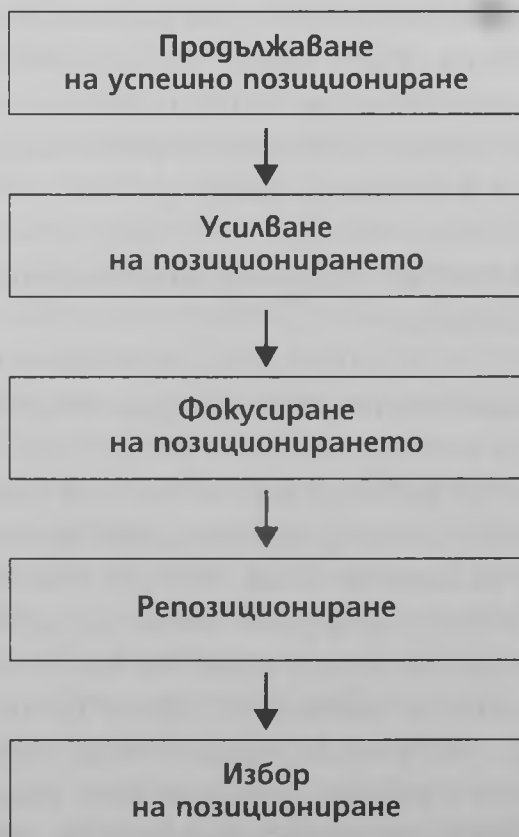 Продължаване
на успешно позициониране
Усилване
на позиционирането
Фокусиране
на позиционирането
Репозициониране
Избор
на позициониране